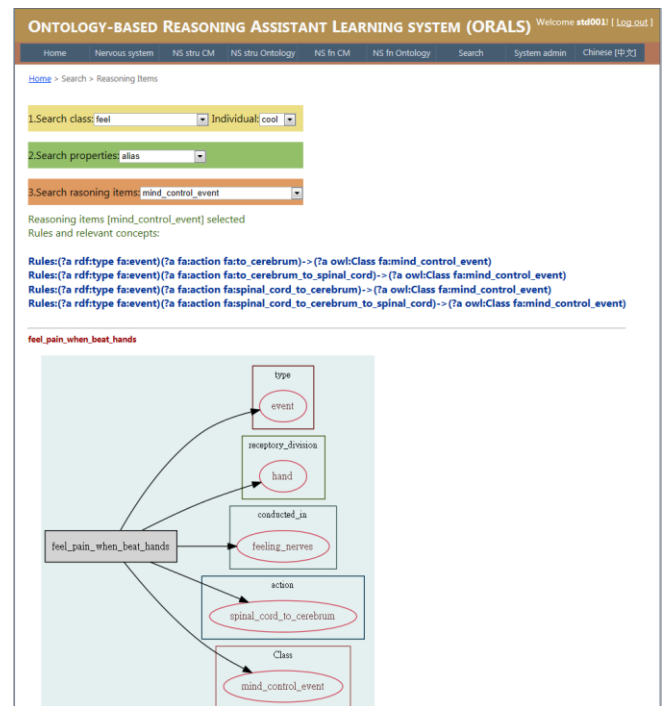 ONTOLOGY-BASED REASONING ASSISTANT LEARNING SYSTEM (ORALS) Welcome std001! [ Log out ]
Home Nervous system NS stru CM NS stru Ontology NS fn CM NS fn Ontology Search System admin Chinese [中文]
Home > Search > Reasoning Items
1.Search class: feel Individual: cool
2.Search properties: alias
3.Search rasoning items: mind_control_event
Reasoning items [mind_control_event] selected
Rules and relevant concepts:
Rules:(?a rdf:type fa:event)(?a fa:action fa:to_cerebrum)->(?a owl:Class fa:mind_control_event)
Rules:(?a rdf:type fa:event)(?a fa:action fa:to_cerebrum_to_spinal_cord)->(?a owl:Class fa:mind_control_event)
Rules:(?a rdf:type fa:event)(?a fa:action fa:spinal_cord_to_cerebrum)->(?a owl:Class fa:mind_control_event)
Rules:(?a rdf:type fa:event)(?a fa:action fa:spinal_cord_to_cerebrum_to_spinal_cord)->(?a owl:Class fa:mind_control_event)
feel_pain_when_beat_hands
type
event
receptory_division
hand
conducted_in
feel_pain_when_beat_hands feeling_nerves
action
spinal_cord_to_cerebrum
Class
mind_control_event